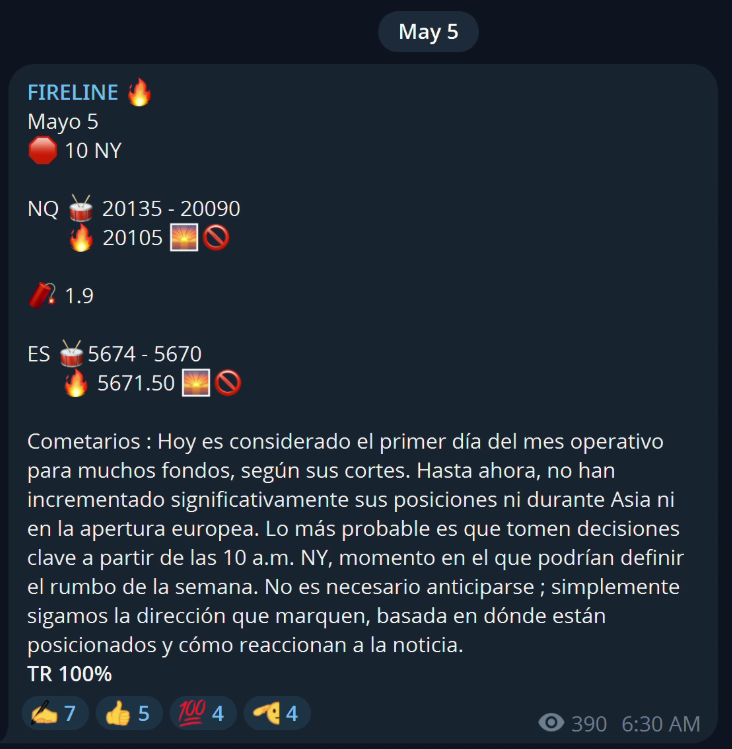 May 5
FIRELINE 🔥
Mayo 5
🛑 10 NY
NQ 🥁 20135 - 20090
🔥 20105 🌅🚫
🧨 1.9
ES 🥁5674 - 5670
🔥 5671.50 🌅🚫
Cometarios : Hoy es considerado el primer día del mes operativo
para muchos fondos, según sus cortes. Hasta ahora, no han
incrementado significativamente sus posiciones ni durante Asia ni
en la apertura europea. Lo más probable es que tomen decisiones
clave a partir de las 10 a.m. NY, momento en el que podrían definir
el rumbo de la semana. No es necesario anticiparse ; simplemente
sigamos la dirección que marquen, basada en dónde están
posicionados y cómo reaccionan a la noticia.
TR 100%
✍️ 7 👍 5 💯 4 🫡 4 390 6:30 AM